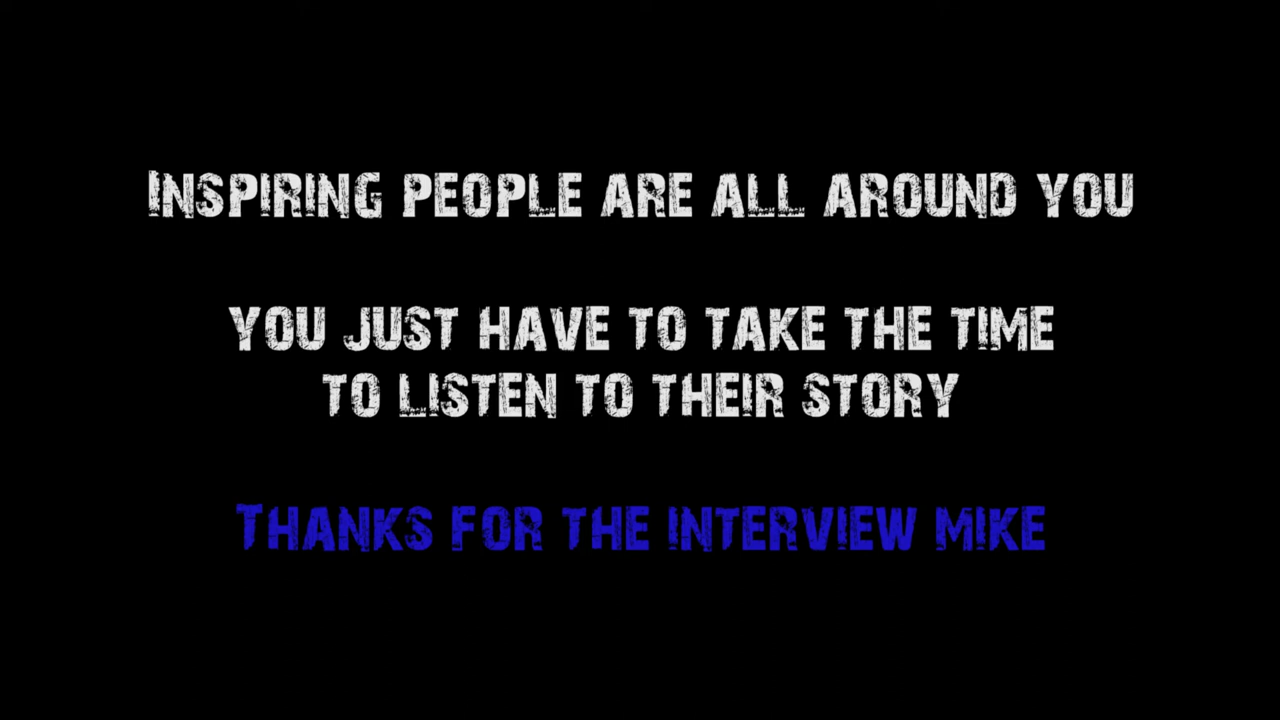 Inspiring people are all around you
you just have to take the time
to listen to their story
Thanks for the interview Mike